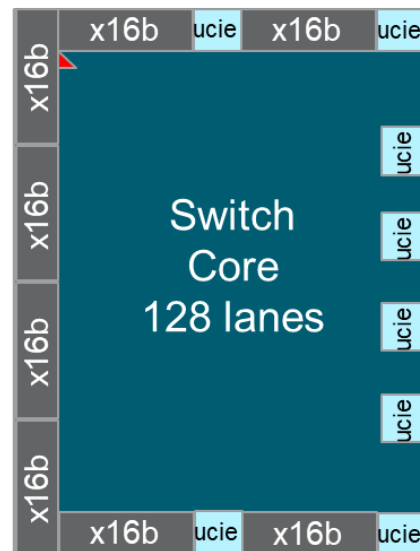 x16b
ucie
x16b
ucie
x16b
x16b
x16b
x16b
Switch
Core
128 lanes
ucie
ucie
ucie
ucie
x16b
ucie
x16b
ucie